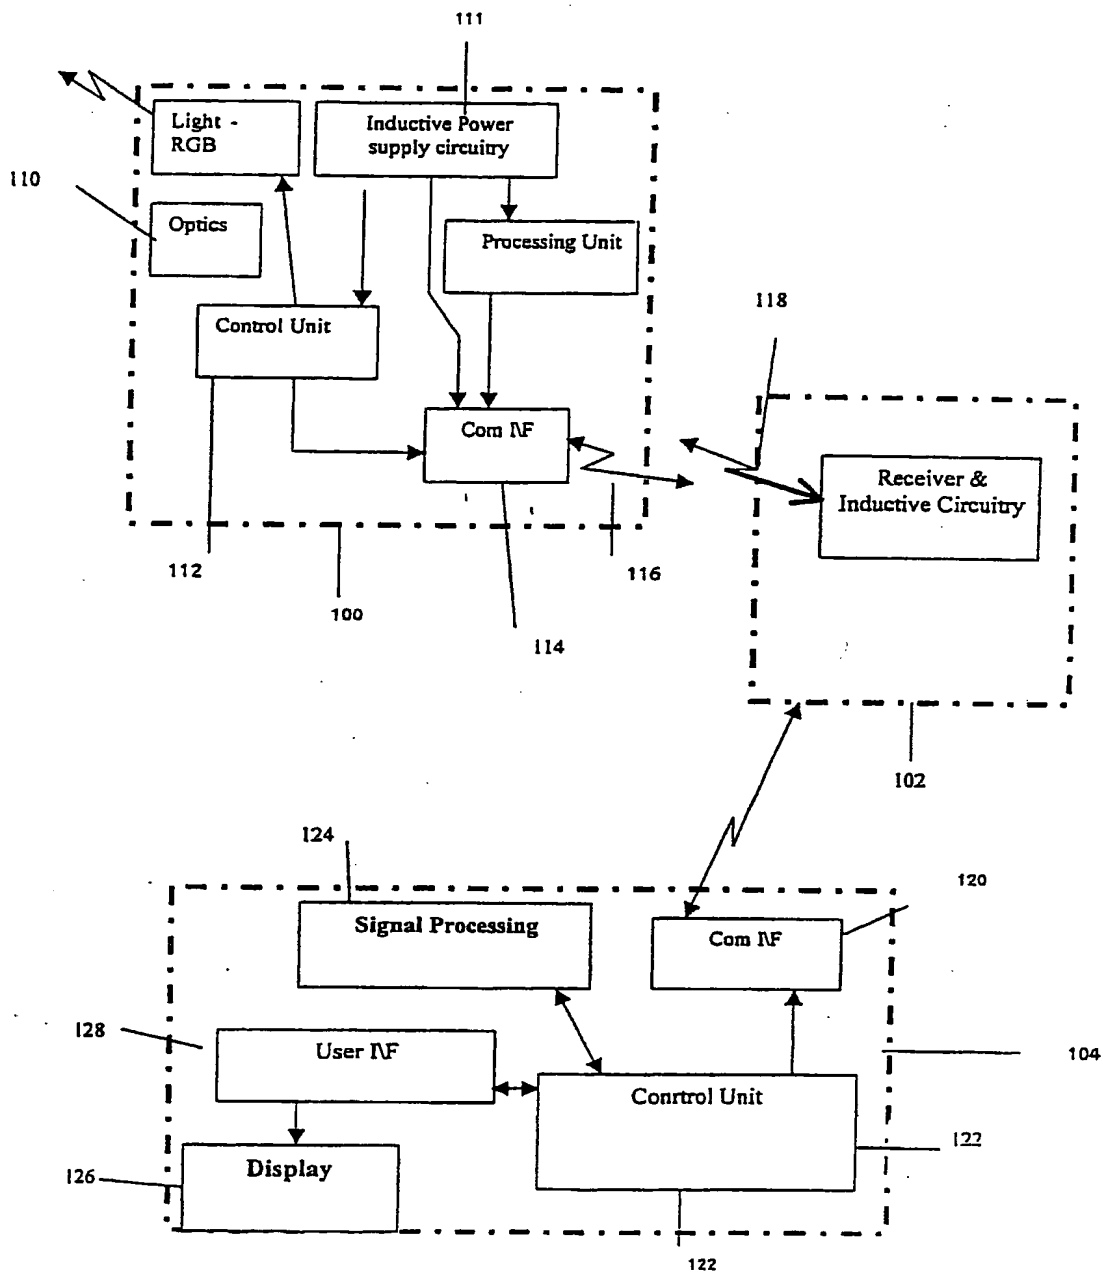 111
Light -
RGB
Inductive Power
supply circuitry
110
Optics
Processing Unit
118
Control Unit
Com I\F
Receiver &
Inductive Circuitry
112
116
100
114
102
124
120
Signal Processing
Com I\F
128
User I\F
104
Conrtrol Unit
122
Display
126
122